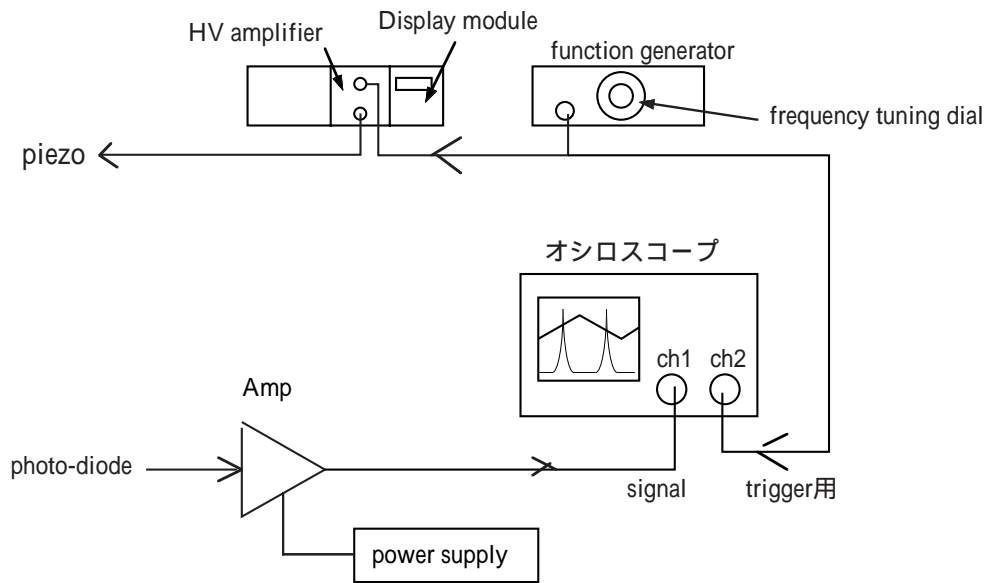 Display module
HV amplifier
function generator
frequency tuning dial
piezo
オシロスコープ
ch1 ch2
Amp
photo-diode
signal
trigger用
power supply